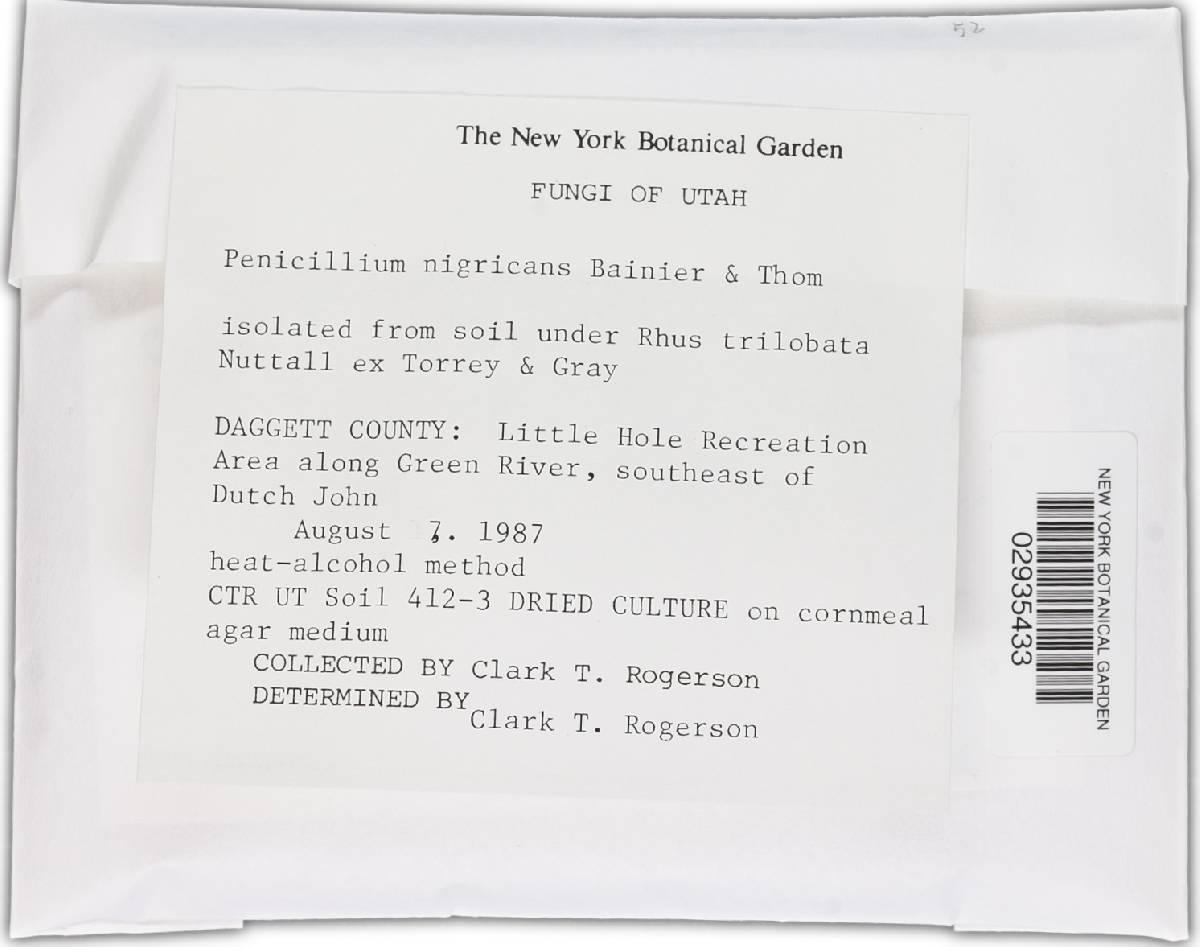 52
The New York Botanical Garden
FUNGI OF UTAH
Penicillium nigricans Bainier & Thom
isolated from soil under Rhus trilobata
Nuttall ex Torrey & Gray
DAGGETT COUNTY: Little Hole Recreation
Area along Green River, southeast of
Dutch John
August 7. 1987
heat-alcohol method
CTR UT Soil 412-3 DRIED CULTURE on cornmeal
agar medium
COLLECTED BY Clark T. Rogerson
DETERMINED BY
Clark T. Rogerson
NEW YORK BOTANICAL GARDEN
02935433